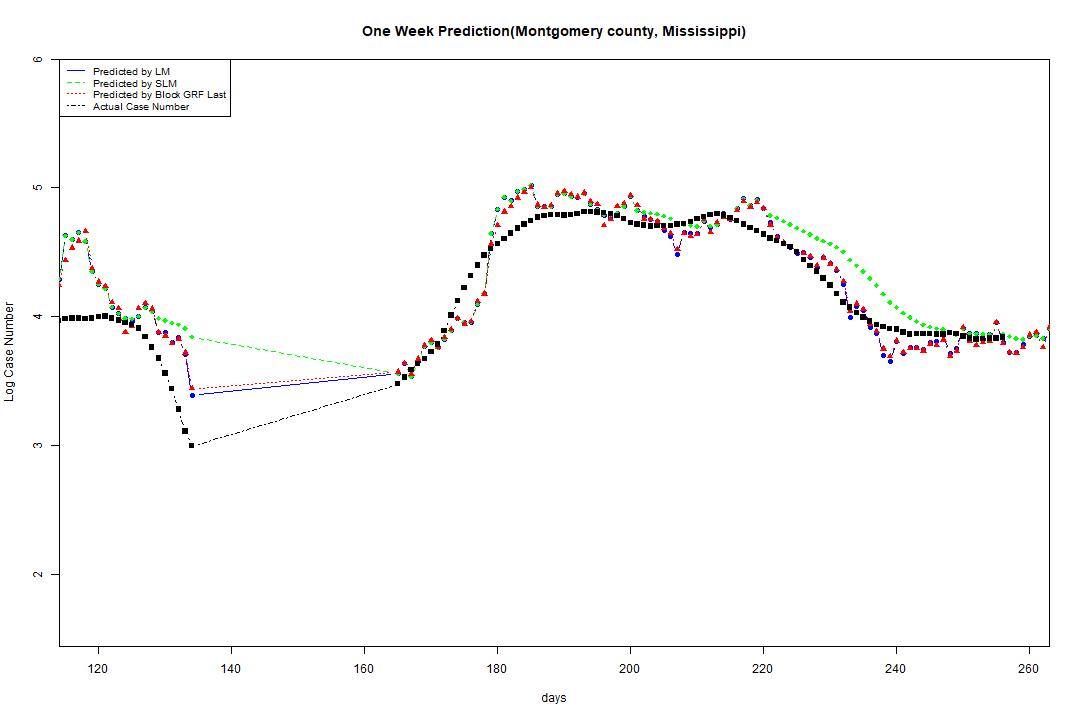 One Week Prediction(Montgomery county, Mississippi)
Predicted by LM
Predicted by SLM
Predicted by Block GRF Last
Actual Case Number
6
5
4
3
2
Log Case Number
120 140 160 180 200 220 240 260
days